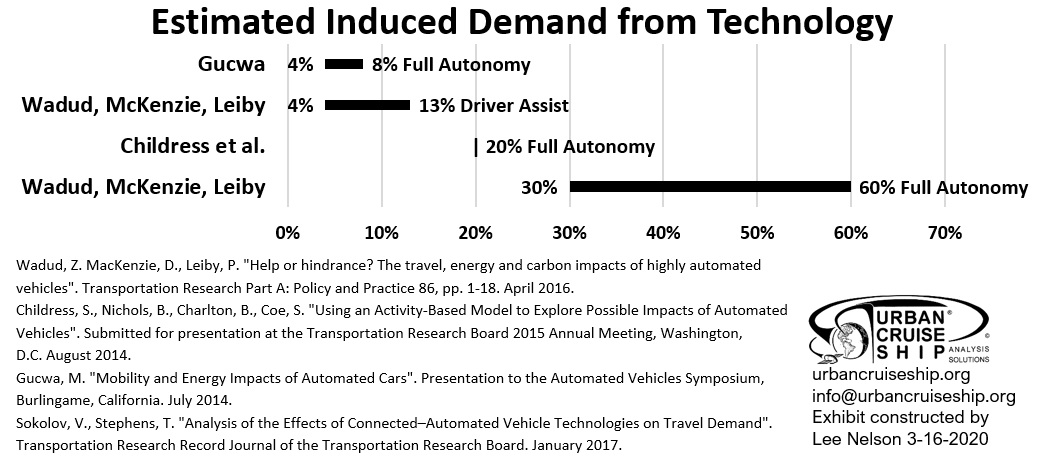 Estimated Induced Demand from Technology
Gucwa 4% 8% Full Autonomy
Wadud, McKenzie, Leiby 4% 13% Driver Assist
Childress et al. 20% Full Autonomy
Wadud, McKenzie, Leiby 30% 60% Full Autonomy
0% 10% 20% 30% 40% 50% 60% 70%
Wadud, Z. MacKenzie, D., Leiby, P. "Help or hindrance? The travel, energy and carbon impacts of highly automated
vehicles". Transportation Research Part A: Policy and Practice 86, pp. 1-18. April 2016.
Childress, S., Nichols, B., Charlton, B., Coe, S. "Using an Activity-Based Model to Explore Possible Impacts of Automated
Vehicles". Submitted for presentation at the Transportation Research Board 2015 Annual Meeting, Washington,
D.C. August 2014.
Gucwa, M. "Mobility and Energy Impacts of Automated Cars". Presentation to the Automated Vehicles Symposium,
Burlingame, California. July 2014.
Sokolov, V., Stephens, T. "Analysis of the Effects of Connected–Automated Vehicle Technologies on Travel Demand".
Transportation Research Record Journal of the Transportation Research Board. January 2017.
URBAN®
CRUISE ©
SHIP ANALYSIS
SOLUTIONS
urbancruiseship.org
info@urbancruiseship.org
Exhibit constructed by
Lee Nelson 3-16-2020